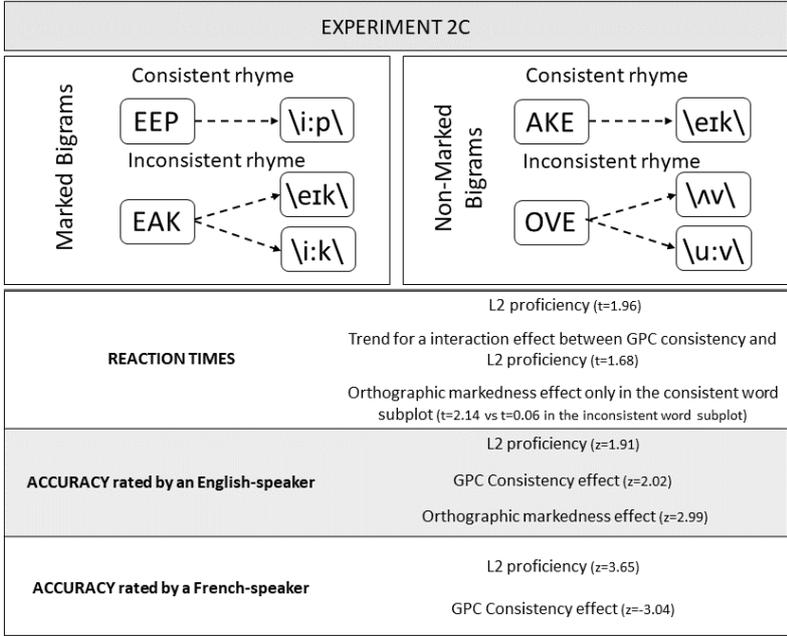 EXPERIMENT 2C
Marked Bigrams
Consistent rhyme
EEP
\i:p\
Inconsistent rhyme
EAK
\eɪk\
\i:k\
Non-Marked
Bigrams
Consistent rhyme
AKE
\eɪk\
Inconsistent rhyme
OVE
\ʌv\
\u:v\
REACTION TIMES
L2 proficiency (t=1.96)
Trend for a interaction effect between GPC consistency and
L2 proficiency (t=1.68)
Orthographic markedness effect only in the consistent word
subplot (t=2.14 vs t=0.06 in the inconsistent word subplot)
ACCURACY rated by an English-speaker
L2 proficiency (z=1.91)
GPC Consistency effect (z=2.02)
Orthographic markedness effect (z=2.99)
ACCURACY rated by a French-speaker
L2 proficiency (z=3.65)
GPC Consistency effect (z=-3.04)